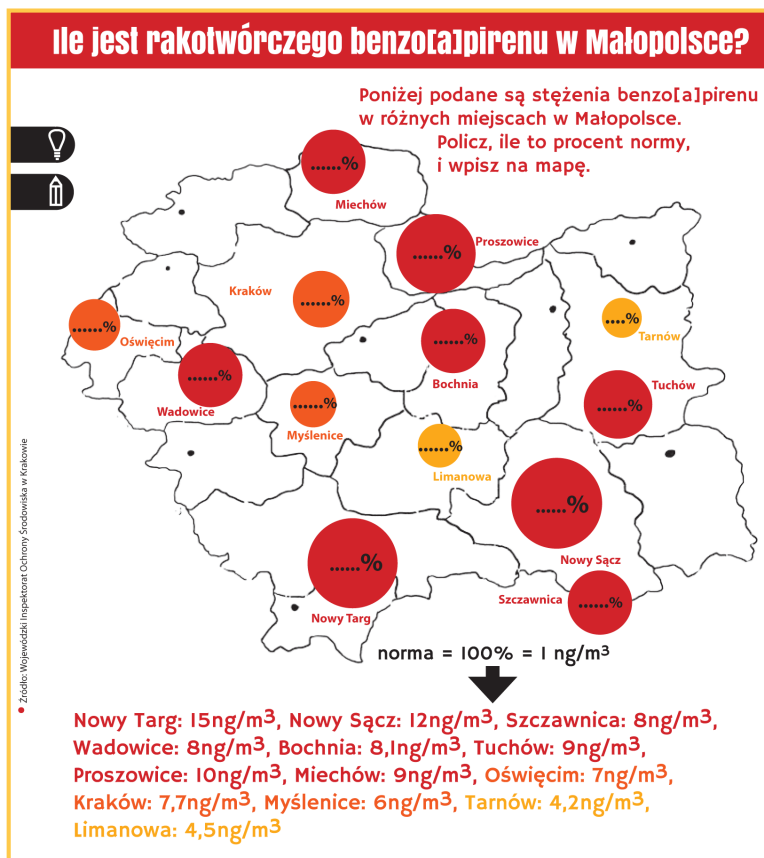 Ile jest rakotwórczego benzo[a]pirenu w Małopolsce?
Poniżej podane są stężenia benzo[a]pirenu
w różnych miejscach w Małopolsce.
Policz, ile to procent normy,
i wpisz na mapę.
......%
Miechów
......%
Proszowice
Kraków
......%
......%
Oświęcim
....%
Tarnów
......%
Bochnia
......%
Wadowice
......%
Myślenice
Tuchów
......%
......%
Limanowa
......%
Nowy Sącz
......%
Nowy Targ
Szczawnica
......%
norma = 100% = 1 ng/m³
Nowy Targ: 15ng/m³, Nowy Sącz: 12ng/m³, Szczawnica: 8ng/m³,
Wadowice: 8ng/m³, Bochnia: 8,1ng/m³, Tuchów: 9ng/m³,
Proszowice: 10ng/m³, Miechów: 9ng/m³, Oświęcim: 7ng/m³,
Kraków: 7,7ng/m³, Myślenice: 6ng/m³, Tarnów: 4,2ng/m³,
Limanowa: 4,5ng/m³
Źródło: Wojewódzki Inspektorat Ochrony Środowiska w Krakowie